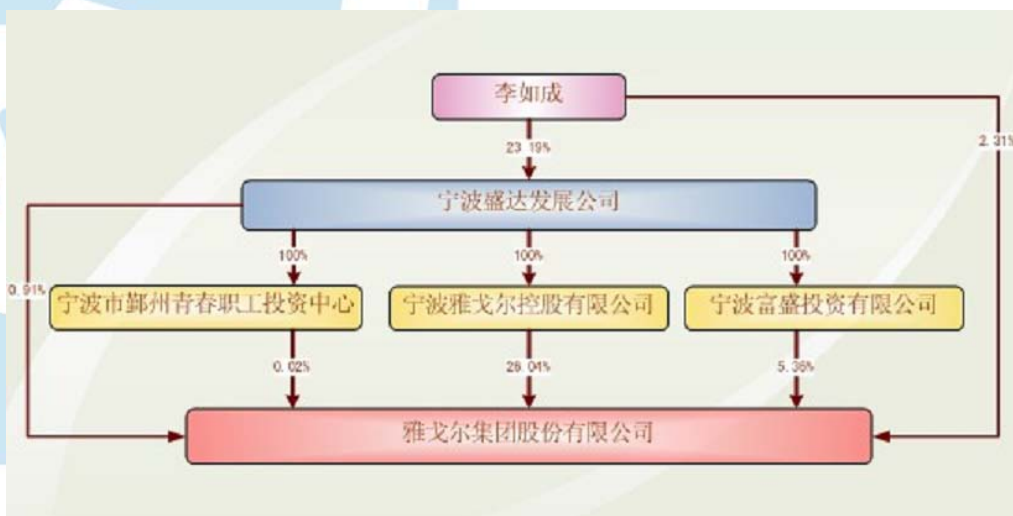 李如成
23.19%
2.31%
宁波盛达发展公司
100%
100%
100%
0.91%
宁波市鄞州青春职工投资中心
宁波雅戈尔控股有限公司
宁波富盛投资有限公司
0.02%
28.04%
5.36%
雅戈尔集团股份有限公司